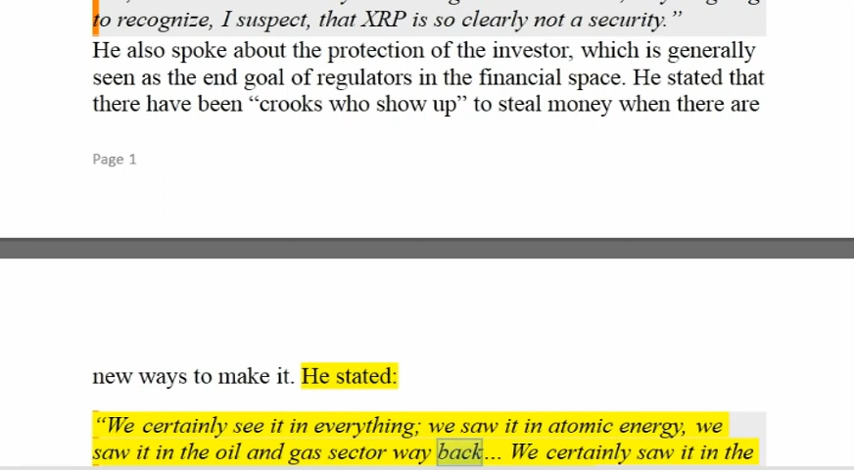 to recognize, I suspect, that XRP is so clearly not a security.”
He also spoke about the protection of the investor, which is generally
seen as the end goal of regulators in the financial space. He stated that
there have been “crooks who show up” to steal money when there are
Page 1
new ways to make it. He stated:
“We certainly see it in everything; we saw it in atomic energy, we
saw it in the oil and gas sector way back… We certainly saw it in the